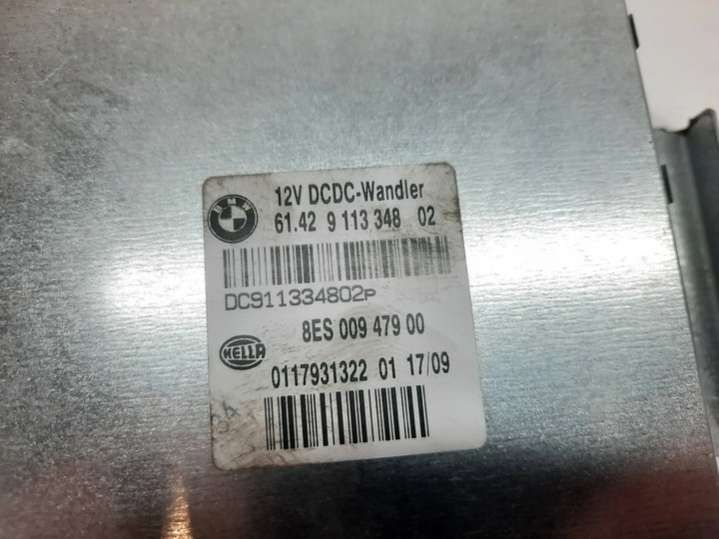 BMW
12V DCDC-Wandler
61.42 9 113 348 02
DC911334802P
8ES 009 479 00
HELLA
0117931322 01 17/09